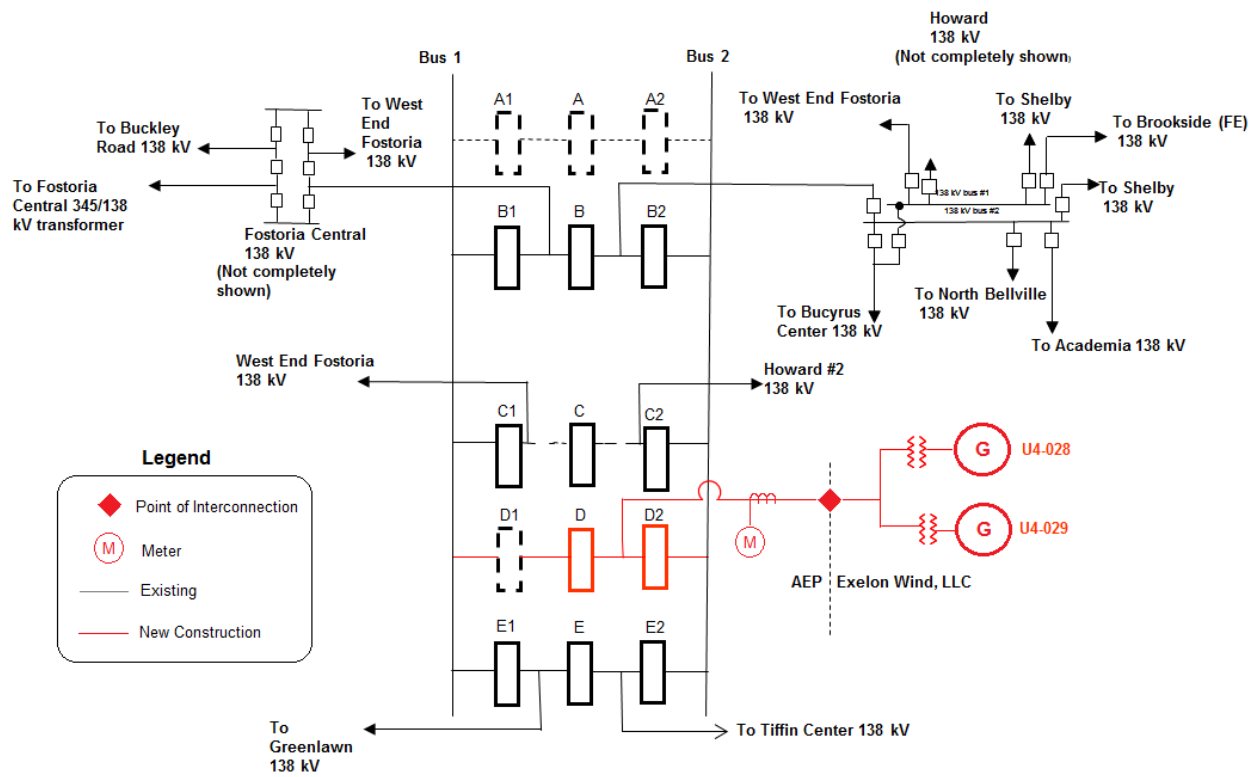 Howard
138 kV
(Not completely shown)
Bus 1
Bus 2
A1
A
A2
To West
End
Fostoria
138 kV
To Buckley
Road 138 kV
To Fostoria
Central 345/138
kV transformer
Fostoria Central
138 kV
(Not completely
shown)
To West End Fostoria
138 kV
To Shelby
138 kV
To Brookside (FE)
138 kV
To Shelby
138 kV
138 kV bus #1
138 kV bus #2
B1
B
B2
To Bucyrus
Center 138 kV
To North Bellville
138 kV
To Academia 138 kV
West End Fostoria
138 kV
Howard #2
138 kV
C1
C
C2
Legend
Point of Interconnection
M
Meter
Existing
New Construction
G
U4-028
D1
D
D2
M
G
U4-029
AEP
Exelon Wind, LLC
E1
E
E2
To
Greenlawn
138 kV
To Tiffin Center 138 kV